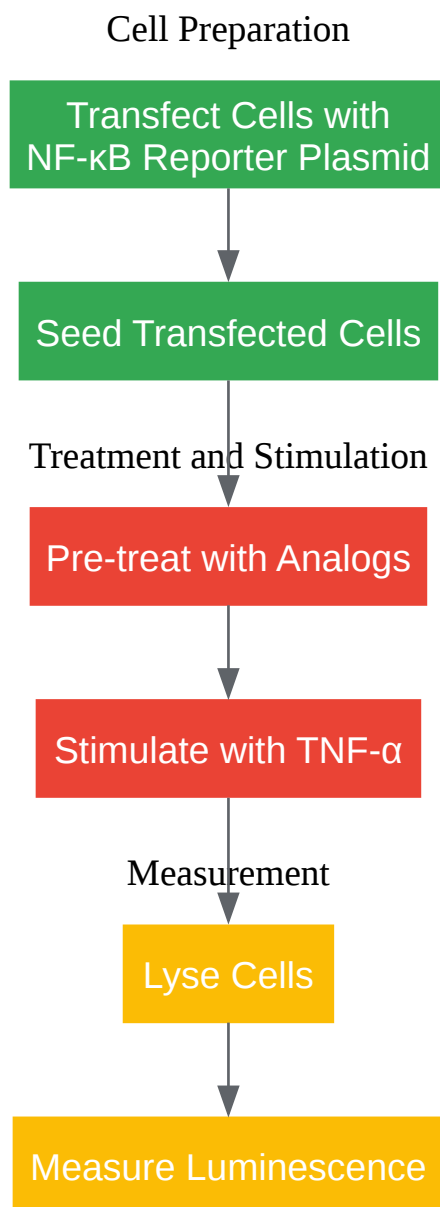 Cell Preparation
Transfect Cells with
NF-κB Reporter Plasmid
Seed Transfected Cells
Treatment and Stimulation
Pre-treat with Analogs
Stimulate with TNF-α
Measurement
Lyse Cells
Measure Luminescence